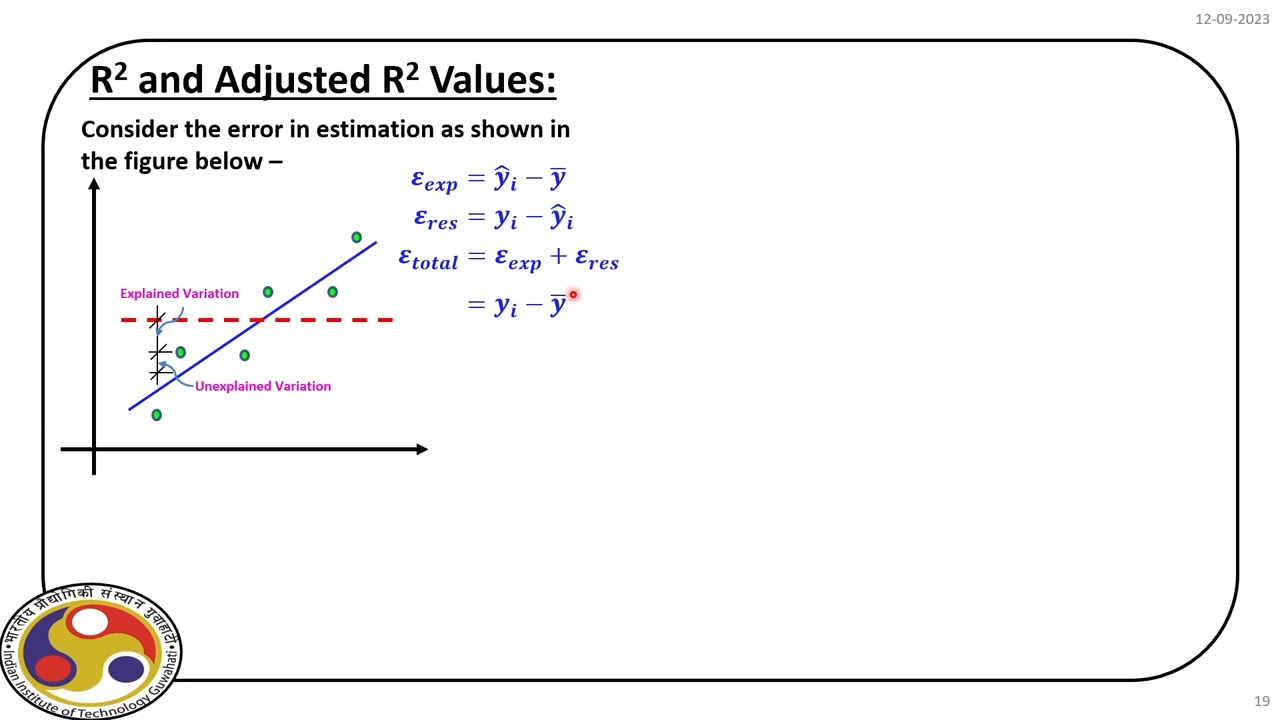 12-09-2023
R² and Adjusted R² Values:
Consider the error in estimation as shown in
the figure below –
ε_exp = ŷ_i − ȳ
ε_res = y_i − ŷ_i
ε_total = ε_exp + ε_res
= y_i − ȳ
Explained Variation
Unexplained Variation
भारतीय प्रौद्योगिकी संस्थान गुवाहाटी
Indian Institute of Technology Guwahati
19